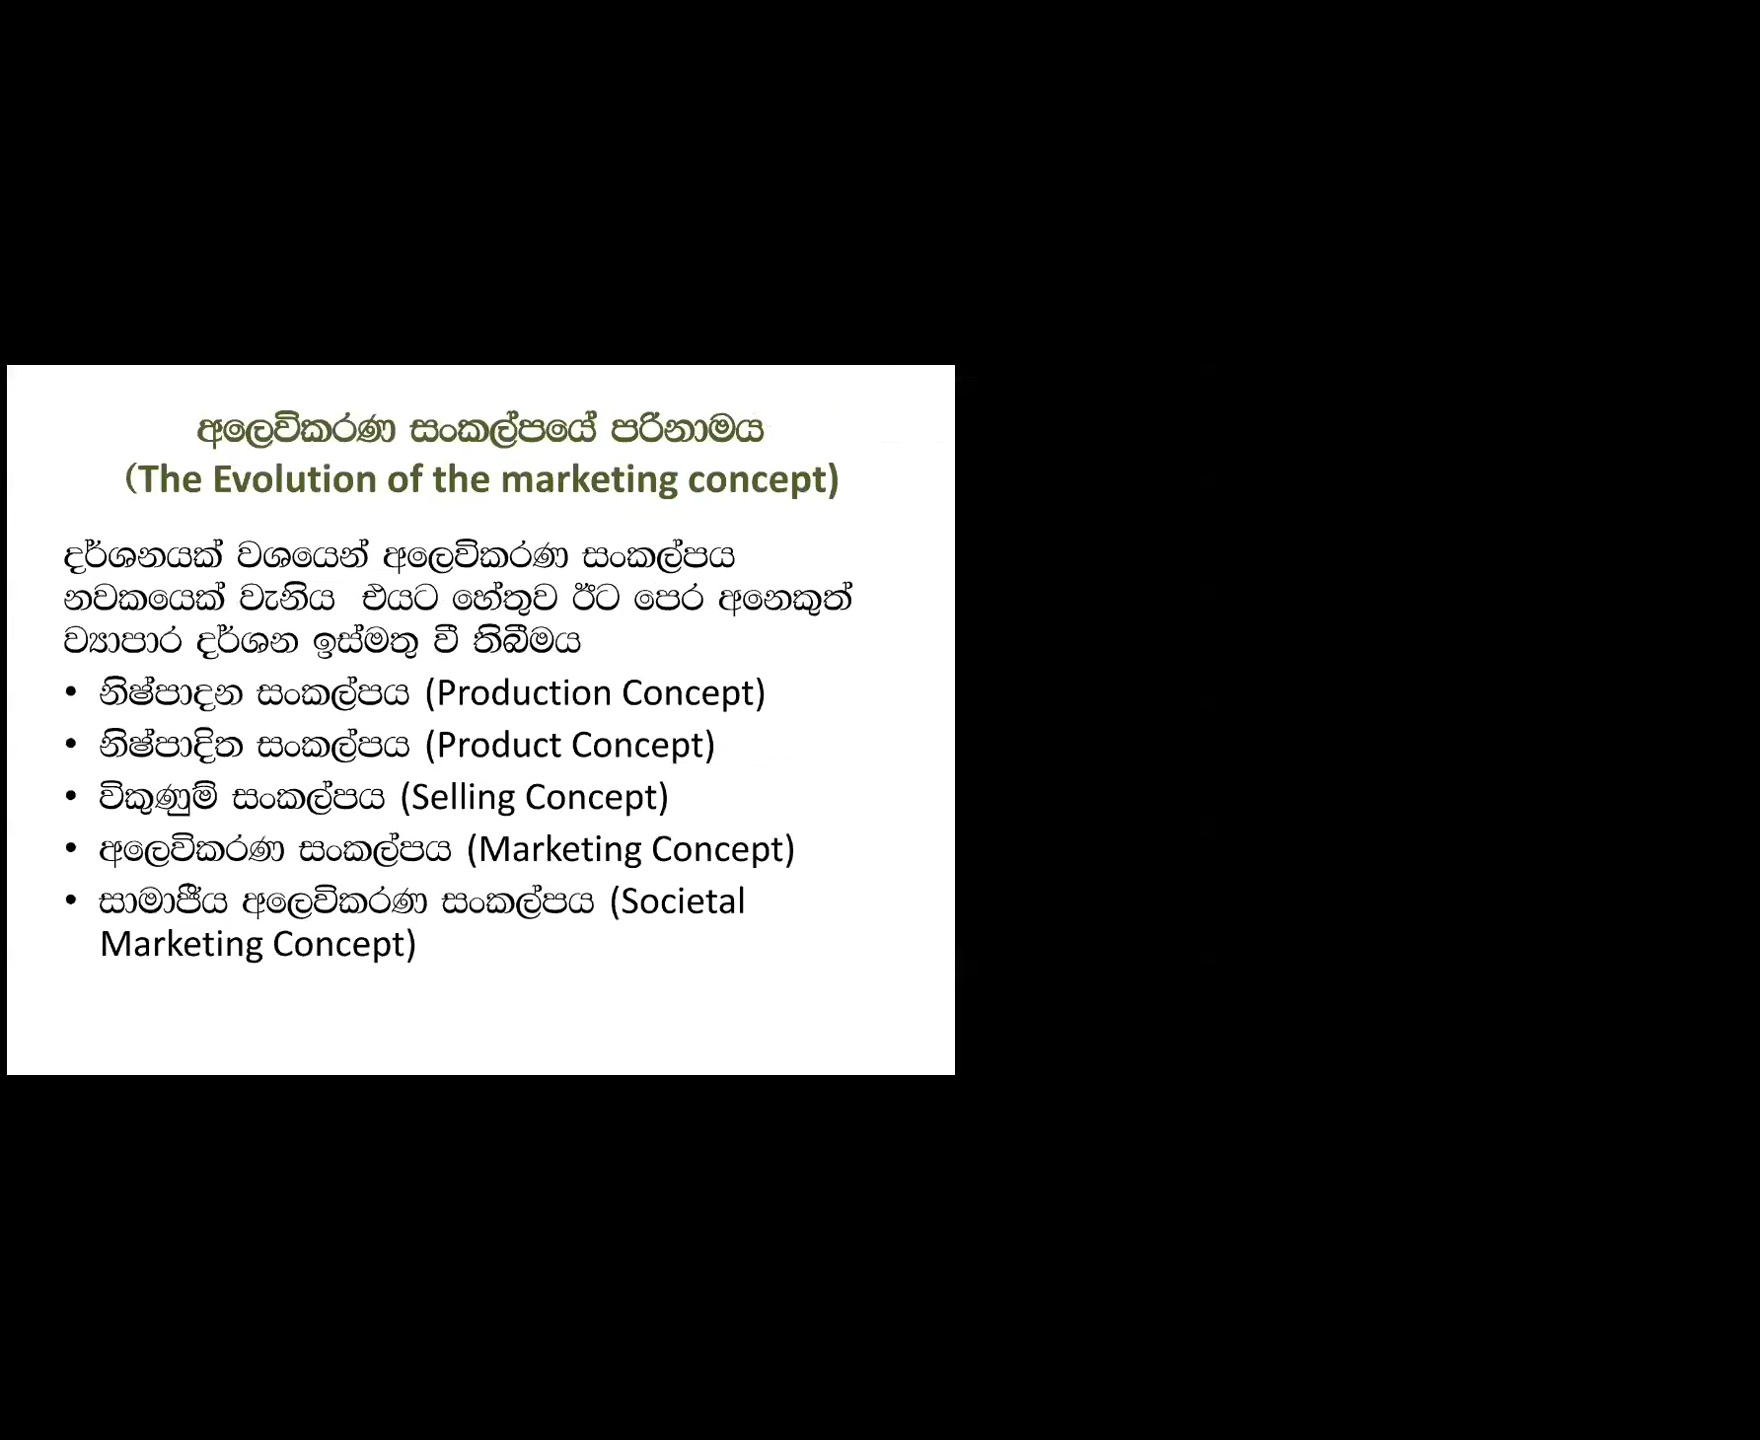 අලෙවිකරණ සංකල්පයේ පරිනාමය
(The Evolution of the marketing concept)
දර්ශනයක් වශයෙන් අලෙවිකරණ සංකල්පය
නවකයෙක් වැනිය එයට හේතුව ඊට පෙර අනෙකුත්
ව්‍යාපාර දර්ශන ඉස්මතු වී තිබීමය
• නිෂ්පාදන සංකල්පය (Production Concept)
• නිෂ්පාදිත සංකල්පය (Product Concept)
• විකුණුම් සංකල්පය (Selling Concept)
• අලෙවිකරණ සංකල්පය (Marketing Concept)
• සාමාජීය අලෙවිකරණ සංකල්පය (Societal
Marketing Concept)